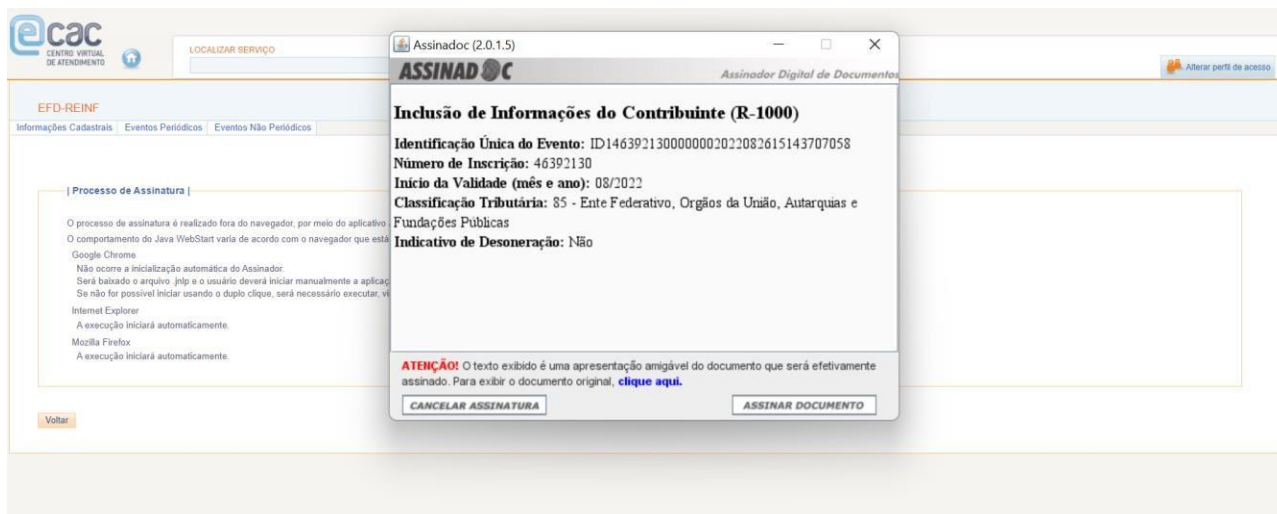 ecac
CENTRO VIRTUAL
DE ATENDIMENTO
LOCALIZAR SERVIÇO
Alterar perfil de acesso
EFD-REINF
Informações Cadastrais Eventos Periódicos Eventos Não Periódicos
| Processo de Assinatura |
O processo de assinatura é realizado fora do navegador, por meio do aplicativo
O comportamento do Java WebStart varia de acordo com o navegador que está
Google Chrome
Não ocorre a inicialização automática do Assinador.
Será baixado o arquivo .jnlp e o usuário deverá iniciar manualmente a aplicaç
Se não for possível iniciar usando o duplo clique, será necessário executar, vi
Internet Explorer
A execução iniciará automaticamente.
Mozilla Firefox
A execução iniciará automaticamente.
Voltar
Assinadoc (2.0.1.5)
ASSINADOC
Assinador Digital de Documentos
Inclusão de Informações do Contribuinte (R-1000)
Identificação Única do Evento: ID1463921300000002022082615143707058
Número de Inscrição: 46392130
Início da Validade (mês e ano): 08/2022
Classificação Tributária: 85 - Ente Federativo, Orgãos da União, Autarquias e
Fundações Públicas
Indicativo de Desoneração: Não
ATENÇÃO! O texto exibido é uma apresentação amigável do documento que será efetivamente
assinado. Para exibir o documento original, clique aqui.
CANCELAR ASSINATURA
ASSINAR DOCUMENTO